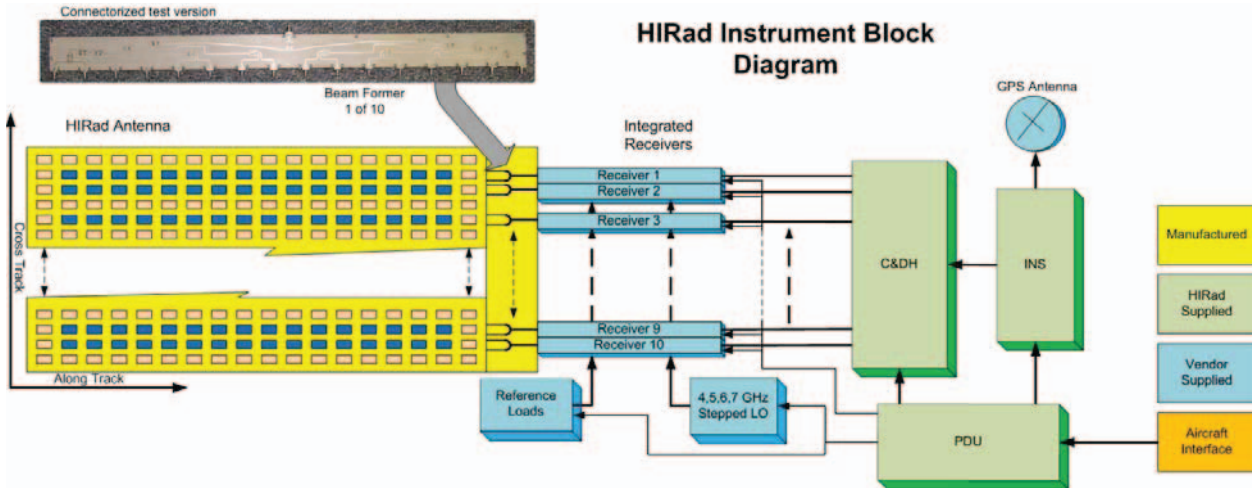 Connectorized test version
HIRad Instrument Block
Diagram
Beam Former
1 of 10
GPS Antenna
HIRad Antenna
Integrated
Receivers
Receiver 1
Receiver 2
Receiver 3
Receiver 9
Receiver 10
Cross Track
Along Track
Reference
Loads
4,5,6,7 GHz
Stepped LO
C&DH
INS
PDU
Manufactured
HIRad
Supplied
Vendor
Supplied
Aircraft
Interface